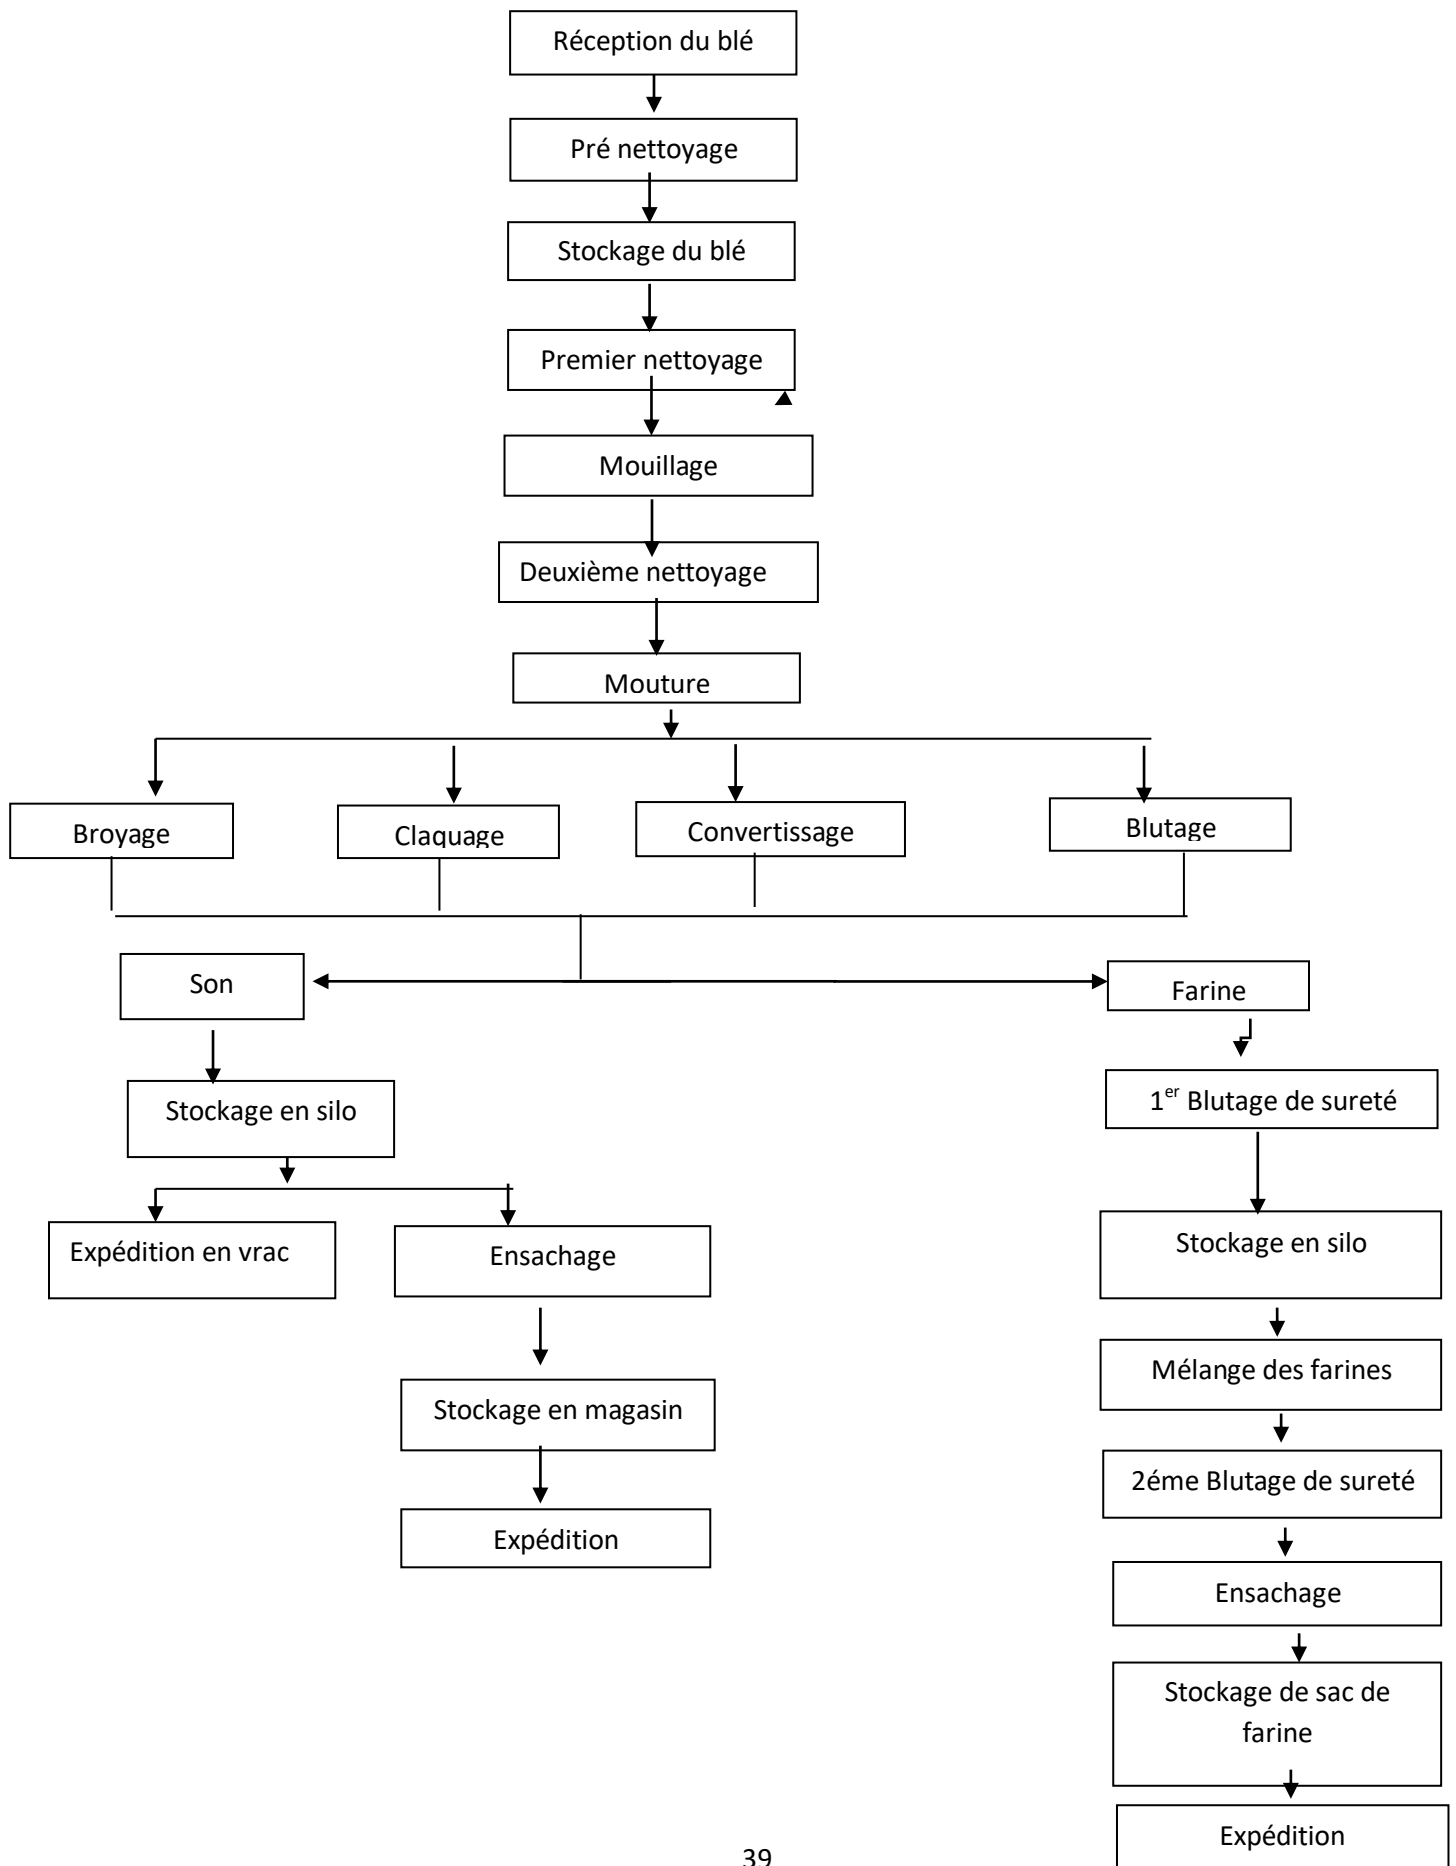 Réception du blé
Pré nettoyage
Stockage du blé
Premier nettoyage
Mouillage
Deuxième nettoyage
Mouture
Broyage
Claquage
Convertissage
Blutage
Son
Farine
Stockage en silo
1er Blutage de sureté
Expédition en vrac
Ensachage
Stockage en silo
Mélange des farines
Stockage en magasin
2éme Blutage de sureté
Expédition
Ensachage
Stockage de sac de
farine
Expédition
39